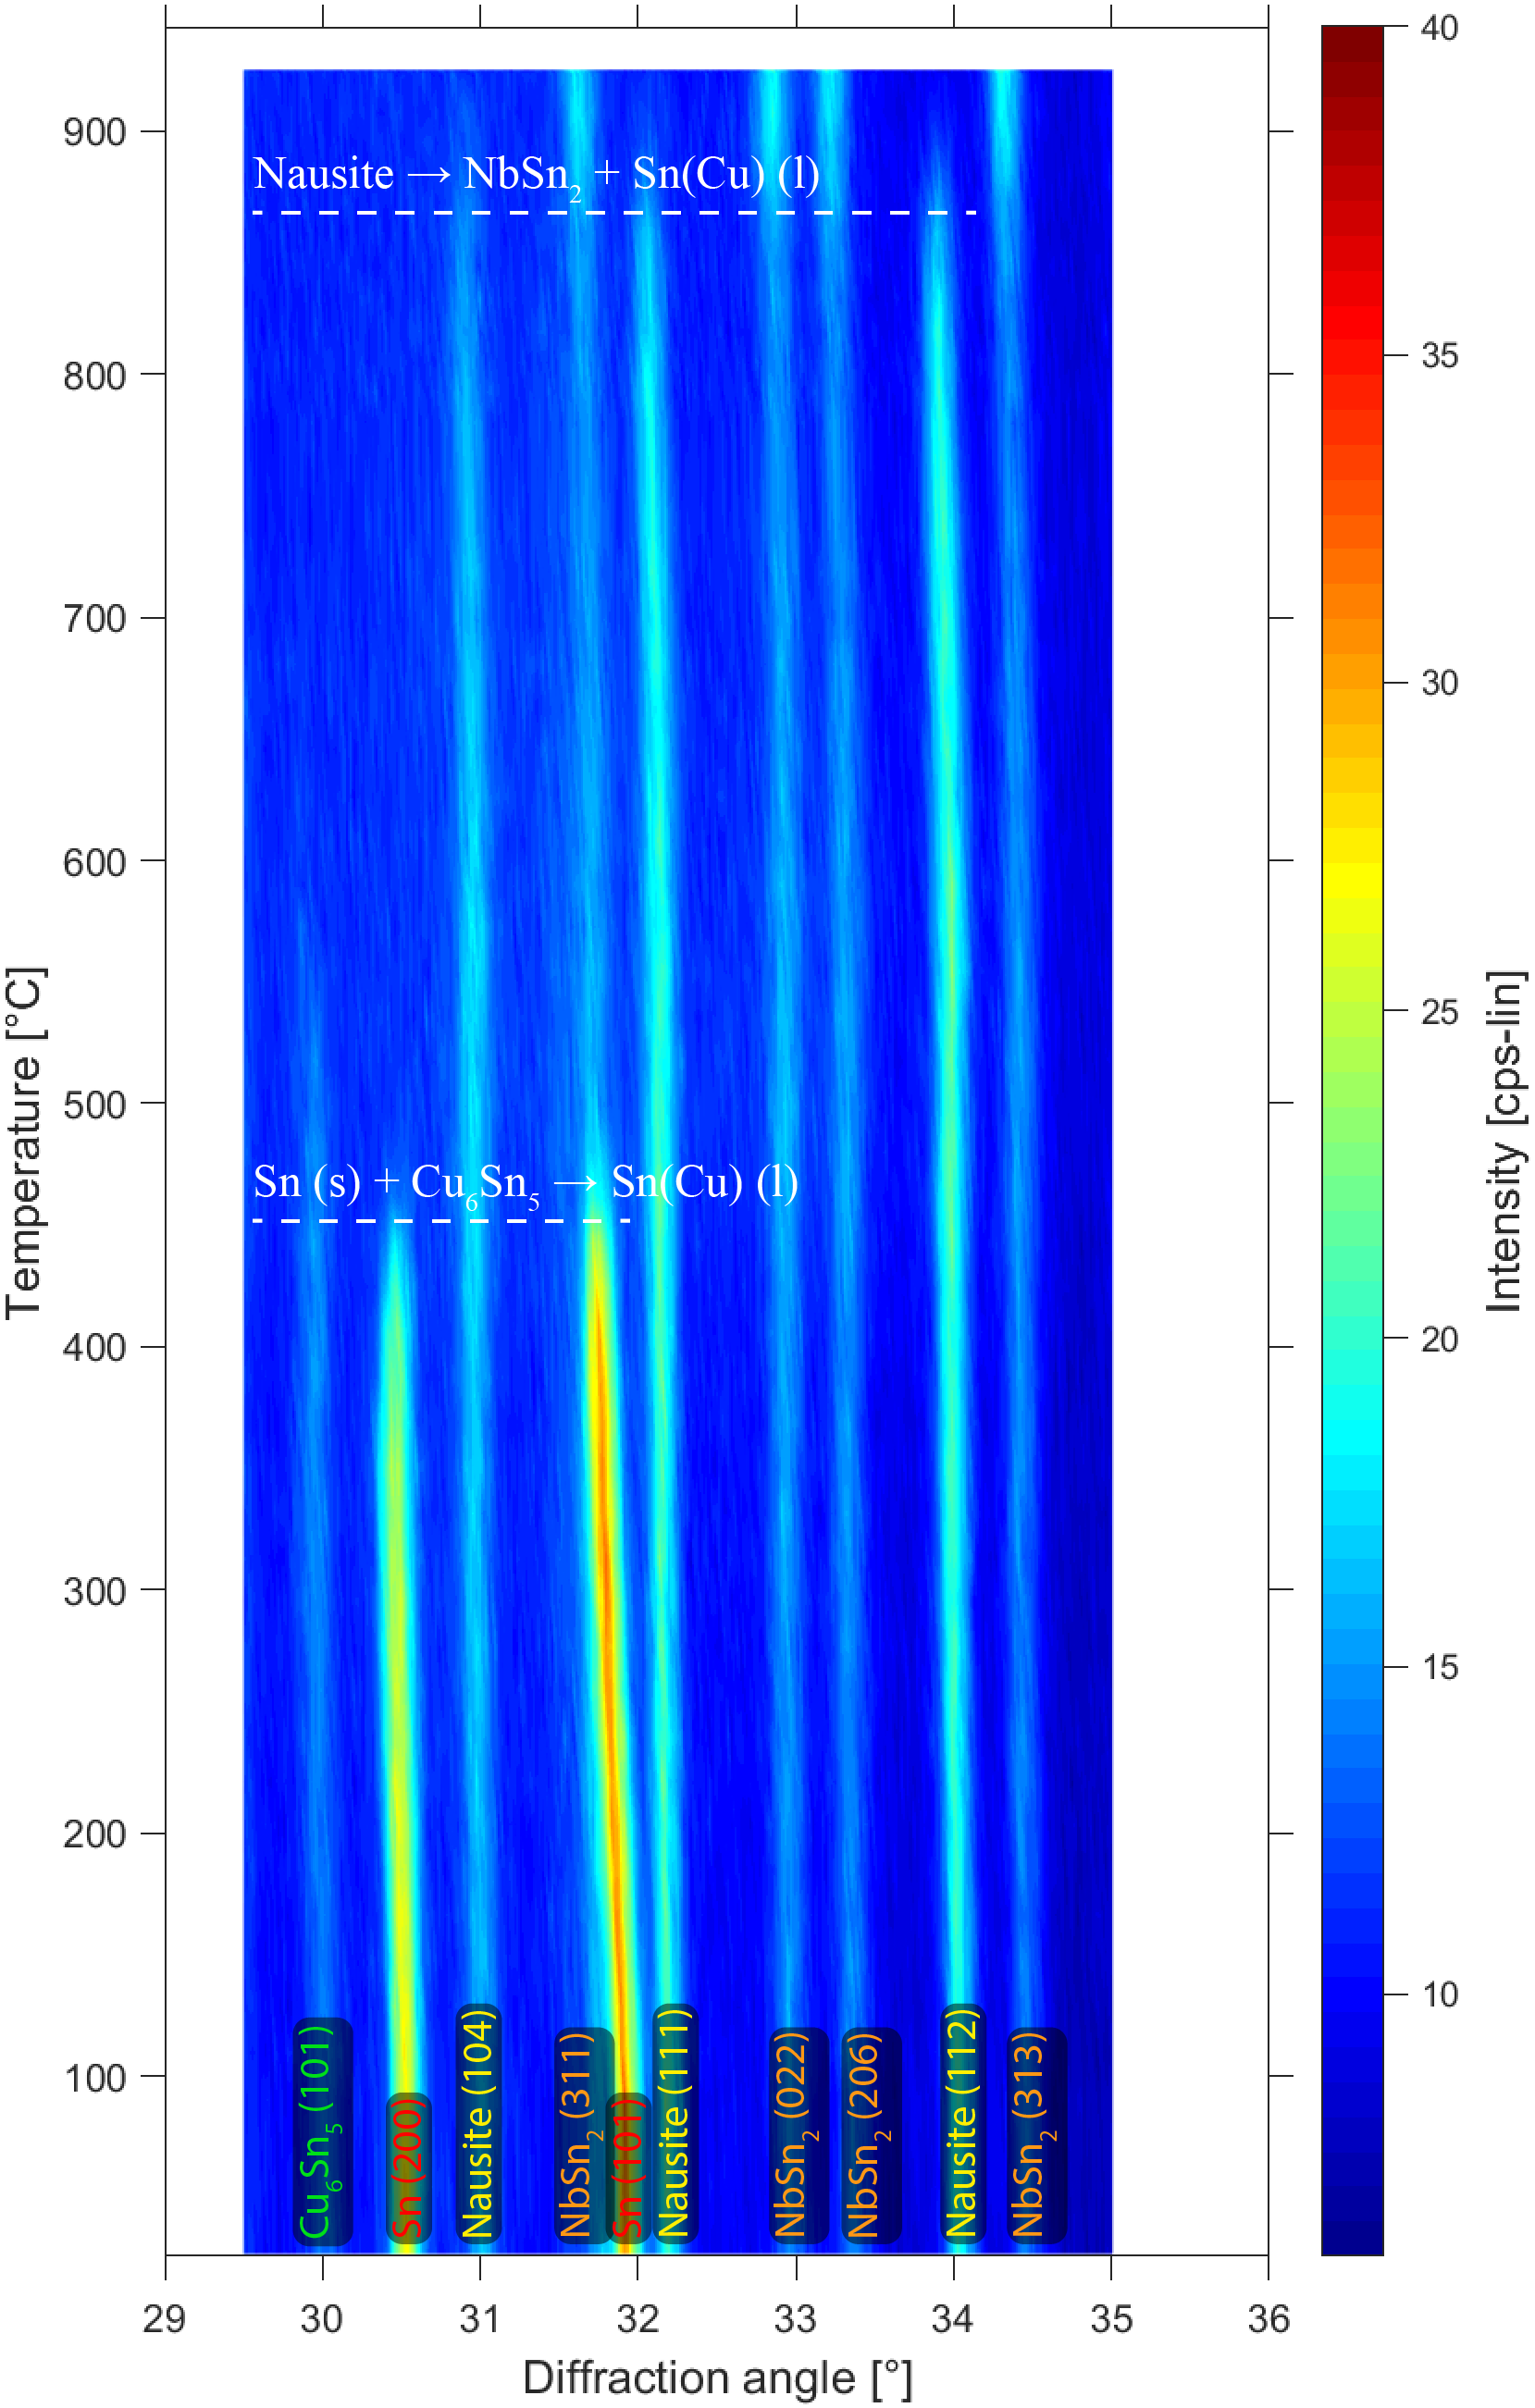 900
800
700
600
500
400
300
200
100
Temperature [°C]
Nausite → NbSn₂ + Sn(Cu) (l)
Sn (s) + Cu₆Sn₅ → Sn(Cu) (l)
Cu₆Sn₅ (101)
Sn (200)
Nausite (104)
NbSn₂ (311)
Sn (101)
Nausite (111)
NbSn₂ (022)
NbSn₂ (206)
Nausite (112)
NbSn₂ (313)
29 30 31 32 33 34 35 36
Diffraction angle [°]
40
35
30
25
20
15
10
Intensity [cps-lin]